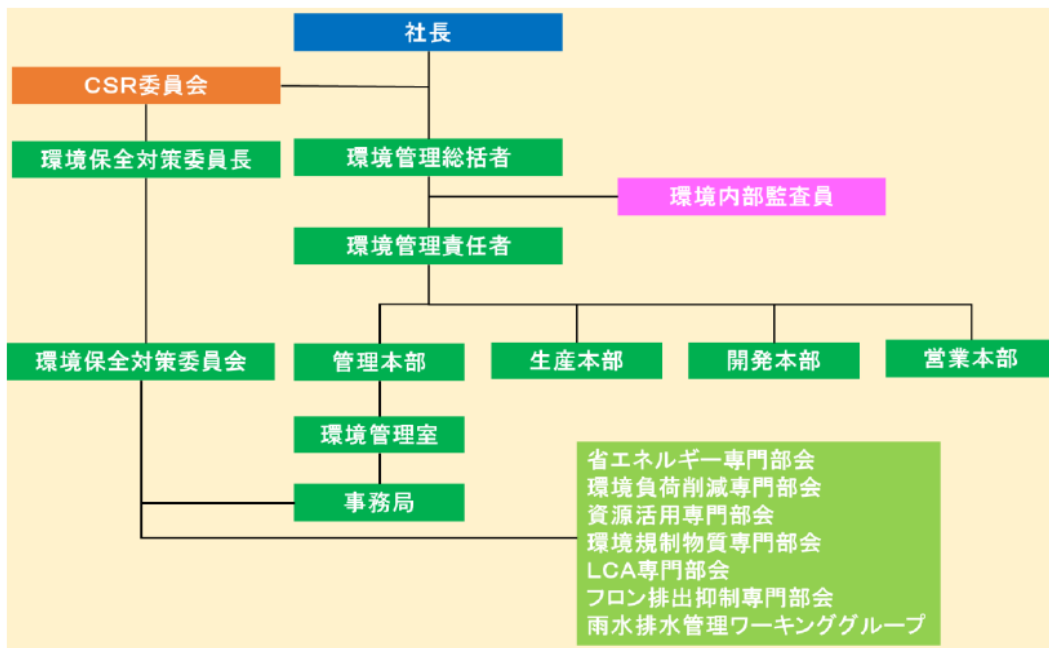 社長
CSR委員会
環境保全対策委員長
環境管理総括者
環境内部監査員
環境管理責任者
環境保全対策委員会
管理本部
生産本部
開発本部
営業本部
環境管理室
事務局
省エネルギー専門部会
環境負荷削減専門部会
資源活用専門部会
環境規制物質専門部会
LCA専門部会
フロン排出抑制専門部会
雨水排水管理ワーキンググループ